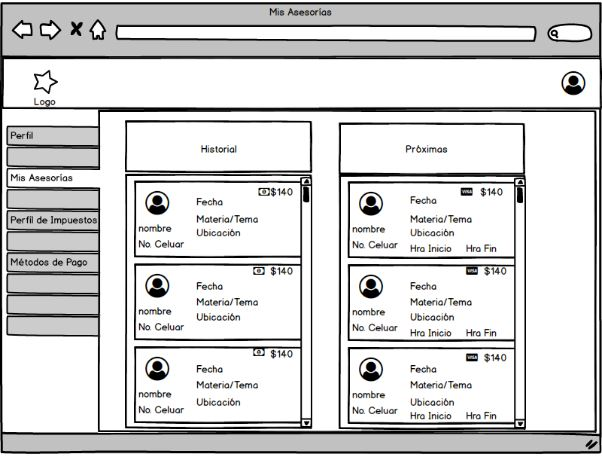 Mis Asesorías
Logo
Perfil
Mis Asesorías
Perfil de Impuestos
Métodos de Pago
Historial
$140
Fecha
Materia/Tema
nombre
Ubicación
No. Celuar
$140
Fecha
Materia/Tema
nombre
Ubicación
No. Celuar
$140
Fecha
Materia/Tema
nombre
Ubicación
No. Celuar
Próximas
VISA $140
Fecha
Materia/Tema
nombre
Ubicación
No. Celuar Hra Inicio Hra Fin
VISA $140
Fecha
Materia/Tema
nombre
Ubicación
No. Celuar Hra Inicio Hra Fin
VISA $140
Fecha
Materia/Tema
nombre
Ubicación
No. Celuar Hra Inicio Hra Fin